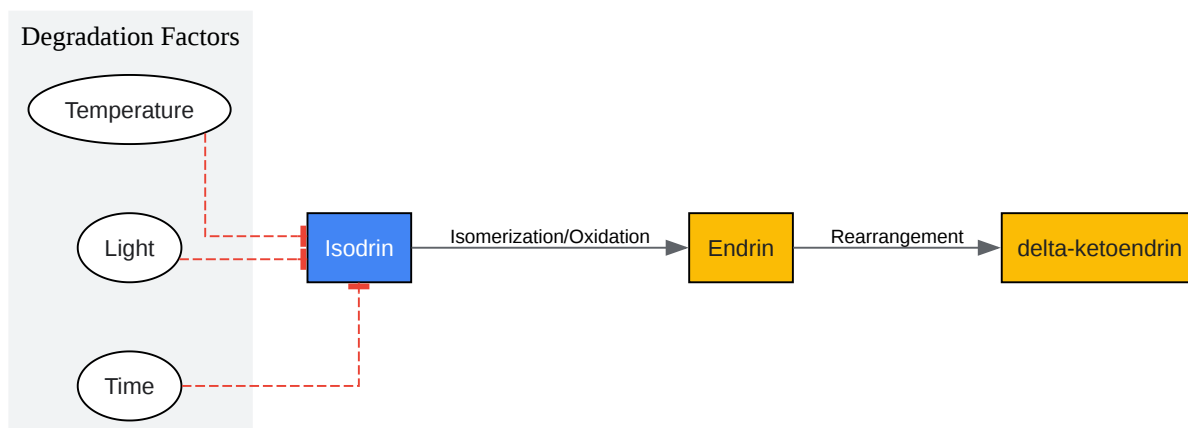 Degradation Factors
Temperature
Light
Time
Isodrin
Isomerization/Oxidation
Endrin
Rearrangement
delta-ketoendrin